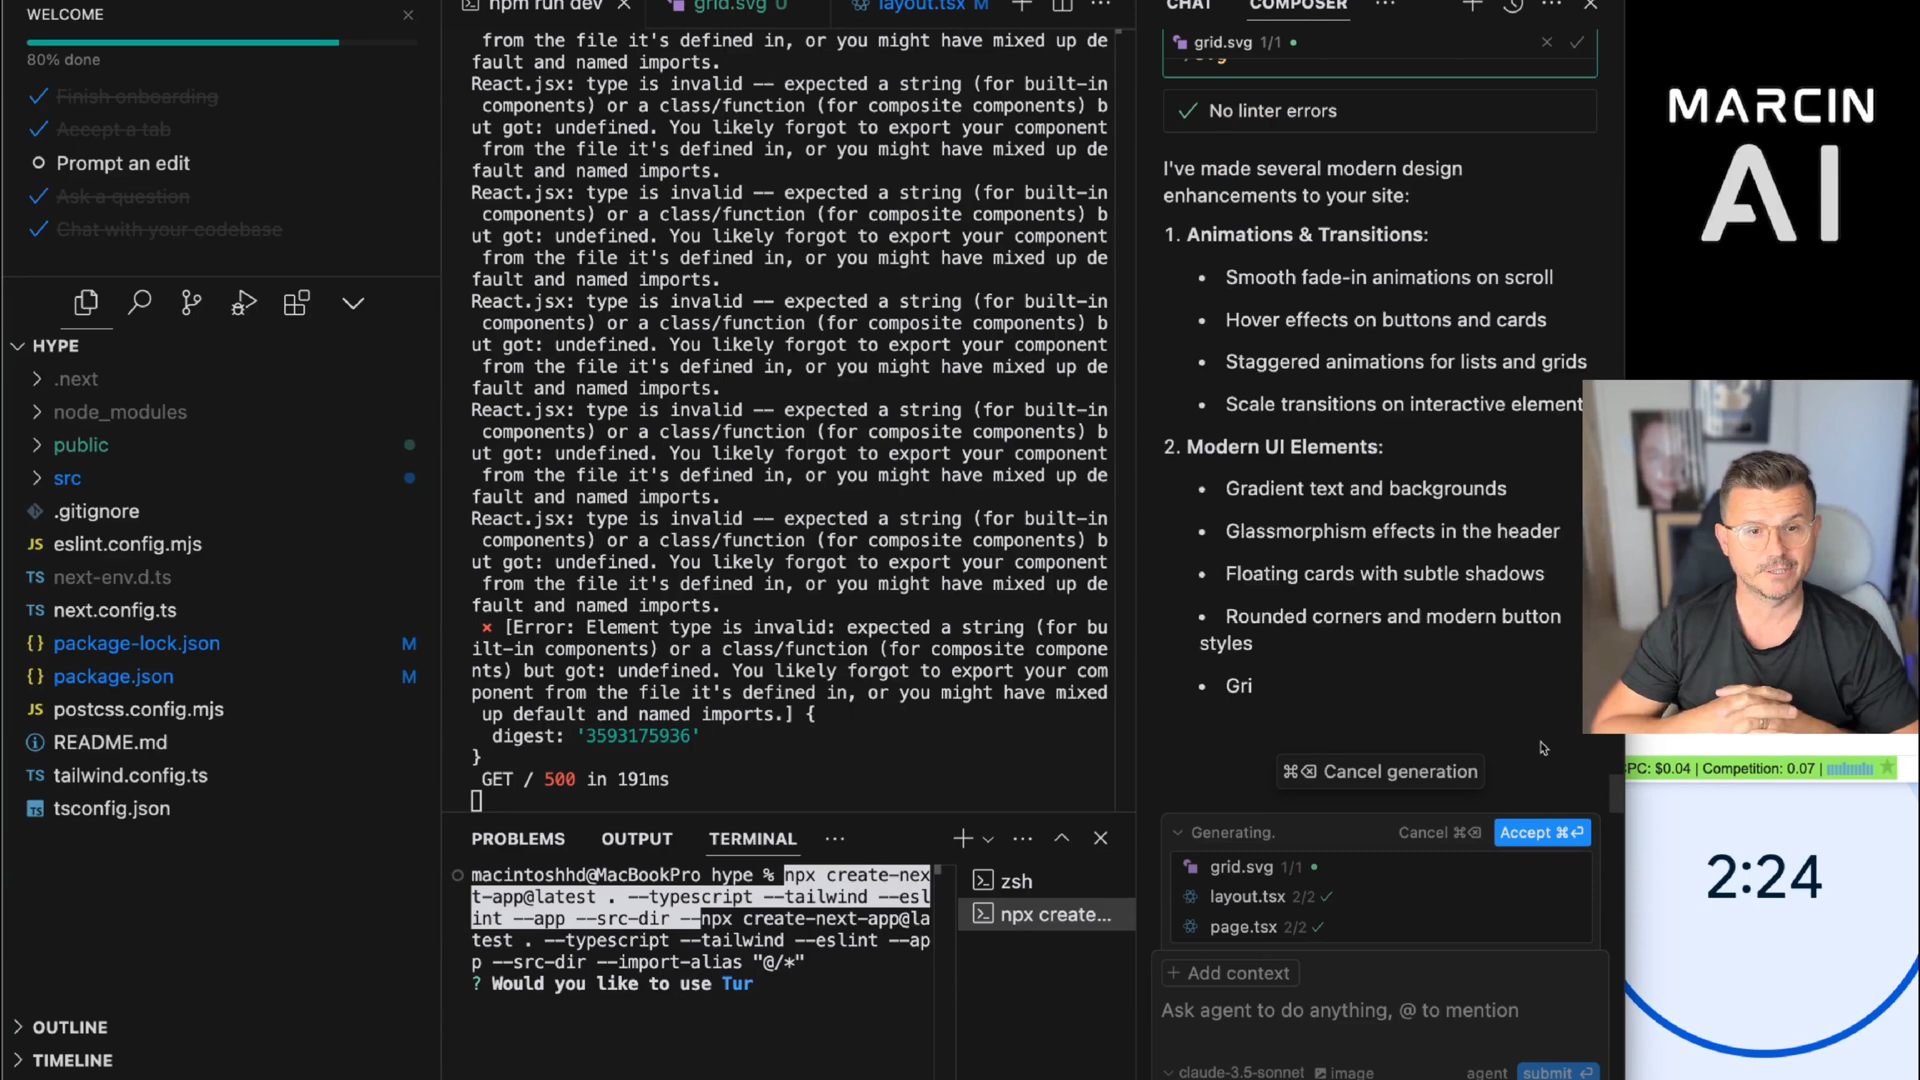 WELCOME
80% done
Finish onboarding
Accept a tab
Prompt an edit
Ask a question
Chat with your codebase
HYPE
.next
node_modules
public
src
.gitignore
JS eslint.config.mjs
TS next-env.d.ts
TS next.config.ts
{} package-lock.json M
{} package.json M
JS postcss.config.mjs
README.md
TS tailwind.config.ts
TS tsconfig.json
OUTLINE
TIMELINE
npm run dev
grid.svg U
layout.tsx M
from the file it's defined in, or you might have mixed up de
fault and named imports.
React.jsx: type is invalid -- expected a string (for built-in
components) or a class/function (for composite components) b
ut got: undefined. You likely forgot to export your component
from the file it's defined in, or you might have mixed up de
fault and named imports.
React.jsx: type is invalid -- expected a string (for built-in
components) or a class/function (for composite components) b
ut got: undefined. You likely forgot to export your component
from the file it's defined in, or you might have mixed up de
fault and named imports.
React.jsx: type is invalid -- expected a string (for built-in
components) or a class/function (for composite components) b
ut got: undefined. You likely forgot to export your component
from the file it's defined in, or you might have mixed up de
fault and named imports.
React.jsx: type is invalid -- expected a string (for built-in
components) or a class/function (for composite components) b
ut got: undefined. You likely forgot to export your component
from the file it's defined in, or you might have mixed up de
fault and named imports.
React.jsx: type is invalid -- expected a string (for built-in
components) or a class/function (for composite components) b
ut got: undefined. You likely forgot to export your component
from the file it's defined in, or you might have mixed up de
fault and named imports.
× [Error: Element type is invalid: expected a string (for bu
ilt-in components) or a class/function (for composite compone
nts) but got: undefined. You likely forgot to export your com
ponent from the file it's defined in, or you might have mixed
up default and named imports.] {
digest: '3593175936'
}
GET / 500 in 191ms
PROBLEMS OUTPUT TERMINAL
macintoshhd@MacBookPro hype % npx create-nex
t-app@latest . --typescript --tailwind --esl
int --app --src-dir --npx create-next-app@la
test . --typescript --tailwind --eslint --ap
p --src-dir --import-alias "@/*"
? Would you like to use Tur
zsh
npx create...
CHAT COMPOSER
grid.svg 1/1
No linter errors
I've made several modern design
enhancements to your site:
1. Animations & Transitions:
• Smooth fade-in animations on scroll
• Hover effects on buttons and cards
• Staggered animations for lists and grids
• Scale transitions on interactive element
2. Modern UI Elements:
• Gradient text and backgrounds
• Glassmorphism effects in the header
• Floating cards with subtle shadows
• Rounded corners and modern button
styles
• Gri
⌘⌫ Cancel generation
Generating. Cancel ⌘⌫ Accept ⌘⏎
grid.svg 1/1
layout.tsx 2/2
page.tsx 2/2
+ Add context
Ask agent to do anything, @ to mention
claude-3.5-sonnet image agent submit ⏎
MARCIN
AI
PC: $0.04 | Competition: 0.07 |
2:24